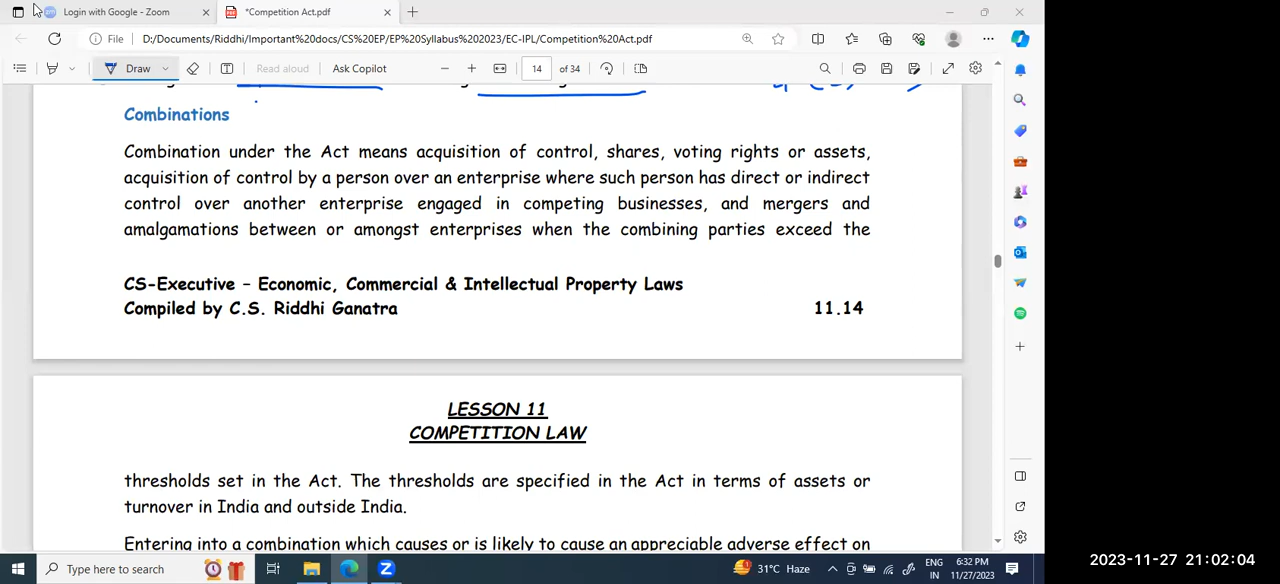 Login with Google - Zoom
*Competition Act.pdf
File
D:/Documents/Riddhi/Important%20docs/CS%20EP/EP%20Syllabus%202023/EC-IPL/Competition%20Act.pdf
Draw
Read aloud
Ask Copilot
14 of 34
Combinations
Combination under the Act means acquisition of control, shares, voting rights or assets,
acquisition of control by a person over an enterprise where such person has direct or indirect
control over another enterprise engaged in competing businesses, and mergers and
amalgamations between or amongst enterprises when the combining parties exceed the
CS-Executive – Economic, Commercial & Intellectual Property Laws
Compiled by C.S. Riddhi Ganatra 11.14
LESSON 11
COMPETITION LAW
thresholds set in the Act. The thresholds are specified in the Act in terms of assets or
turnover in India and outside India.
Entering into a combination which causes or is likely to cause an appreciable adverse effect on
Type here to search
31°C Haze
ENG
IN
6:32 PM
11/27/2023
2023-11-27 21:02:04